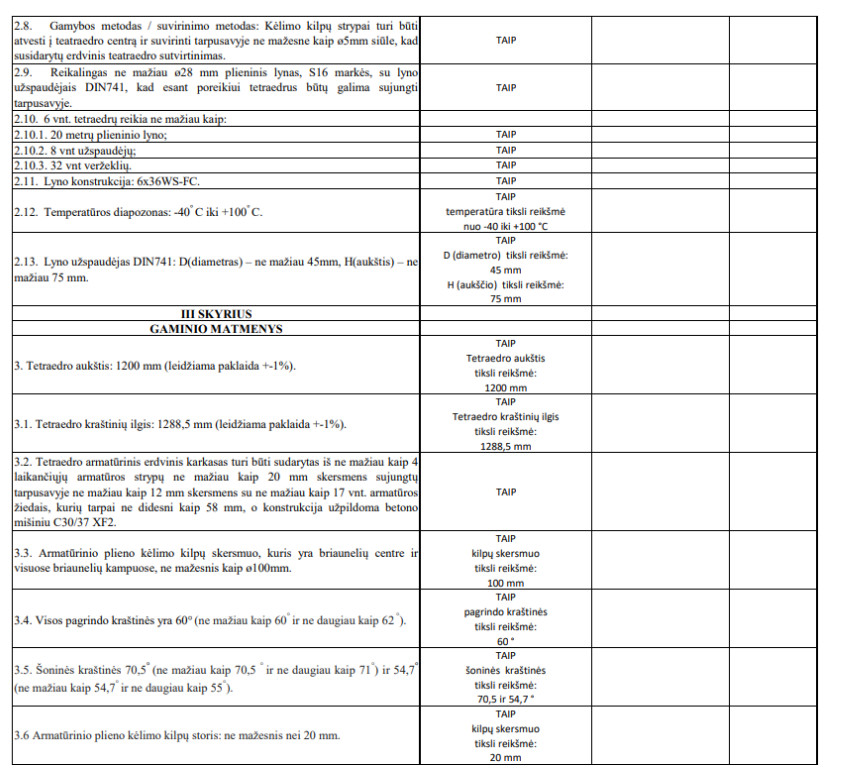 2.8. Gamybos metodas / suvirinimo metodas: Kėlimo kilpų strypai turi būti
atvesti į teatraedro centrą ir suvirinti tarpusavyje ne mažesne kaip ø5mm siūle, kad
susidarytų erdvinis teatraedro sutvirtinimas.
TAIP
2.9. Reikalingas ne mažiau ø28 mm plieninis lynas, S16 markės, su lyno
užspaudėjais DIN741, kad esant poreikiui tetraedrus būtų galima sujungti
tarpusavyje.
TAIP
2.10. 6 vnt. tetraedrų reikia ne mažiau kaip:
2.10.1. 20 metrų plieninio lyno;
TAIP
2.10.2. 8 vnt užspaudėjų;
TAIP
2.10.3. 32 vnt veržeklių.
TAIP
2.11. Lyno konstrukcija: 6x36WS-FC.
TAIP
2.12. Temperatūros diapozonas: -40° C iki +100° C.
TAIP
temperatūra tiksli reikšmė
nuo -40 iki +100 °C
2.13. Lyno užspaudėjas DIN741: D(diametras) – ne mažiau 45mm, H(aukštis) – ne
mažiau 75 mm.
TAIP
D (diametro) tiksli reikšmė:
45 mm
H (aukščio) tiksli reikšmė:
75 mm
III SKYRIUS
GAMINIO MATMENYS
3. Tetraedro aukštis: 1200 mm (leidžiama paklaida +-1%).
TAIP
Tetraedro aukštis
tiksli reikšmė:
1200 mm
3.1. Tetraedro kraštinių ilgis: 1288,5 mm (leidžiama paklaida +-1%).
TAIP
Tetraedro kraštinių ilgis
tiksli reikšmė:
1288,5 mm
3.2. Tetraedro armatūrinis erdvinis karkasas turi būti sudarytas iš ne mažiau kaip 4
laikančiųjų armatūros strypų ne mažiau kaip 20 mm skersmens sujungtų
tarpusavyje ne mažiau kaip 12 mm skersmens su ne mažiau kaip 17 vnt. armatūros
žiedais, kurių tarpai ne didesni kaip 58 mm, o konstrukcija užpildoma betono
mišiniu C30/37 XF2.
TAIP
3.3. Armatūrinio plieno kėlimo kilpų skersmuo, kuris yra briaunelių centre ir
visuose briaunelių kampuose, ne mažesnis kaip ø100mm.
TAIP
kilpų skersmuo
tiksli reikšmė:
100 mm
3.4. Visos pagrindo kraštinės yra 60° (ne mažiau kaip 60° ir ne daugiau kaip 62°).
TAIP
pagrindo kraštinės
tiksli reikšmė:
60 °
3.5. Šoninės kraštinės 70,5° (ne mažiau kaip 70,5 ° ir ne daugiau kaip 71°) ir 54,7°
(ne mažiau kaip 54,7° ir ne daugiau kaip 55°).
TAIP
šoninės kraštinės
tiksli reikšmė:
70,5 ir 54,7 °
3.6 Armatūrinio plieno kėlimo kilpų storis: ne mažesnis nei 20 mm.
TAIP
kilpų skersmuo
tiksli reikšmė:
20 mm